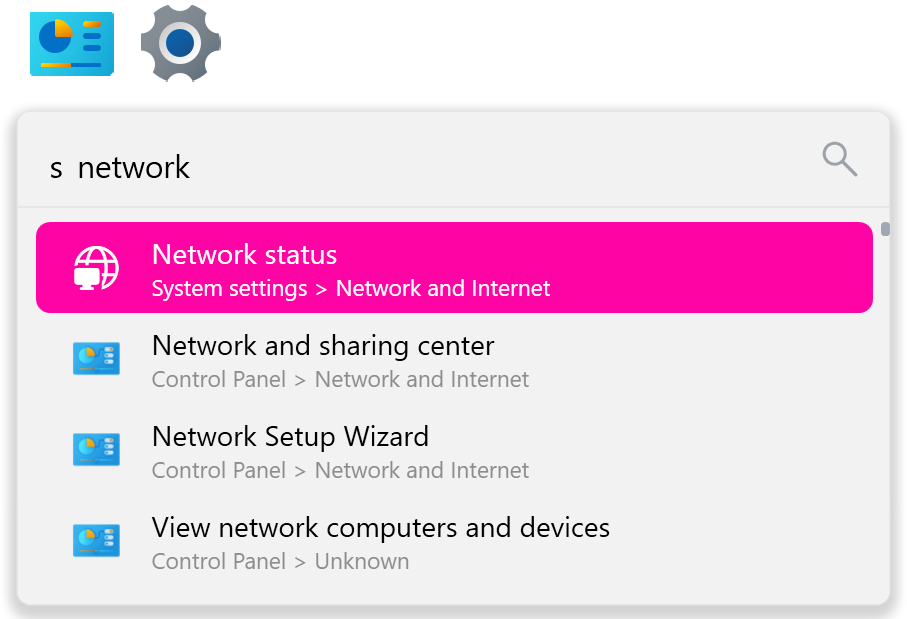 s network
Network status
System settings > Network and Internet
Network and sharing center
Control Panel > Network and Internet
Network Setup Wizard
Control Panel > Network and Internet
View network computers and devices
Control Panel > Unknown